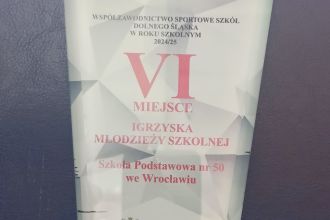 WSPÓŁZAWODNICTWO SPORTOWE SZKÓŁ
DOLNEGO ŚLĄSKA
W ROKU SZKOLNYM
2024/25
VI
MIEJSCE
IGRZYSKA
MŁODZIEŻY SZKOLNEJ
Szkoła Podstawowa nr 50
we Wrocławiu